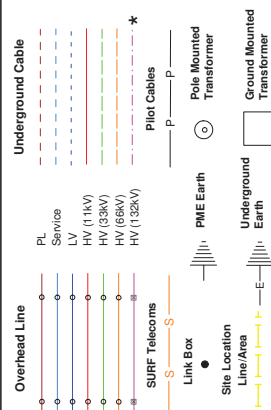 Overhead Line
Underground Cable
PL
Service
LV
HV (11kV)
HV (33kV)
HV (66kV)
HV (132kV)
*
SURF Telecoms
S S
Pilot Cables
P P
Link Box
PME Earth
Pole Mounted
Transformer
Site Location
Line/Area
E
Underground
Earth
Ground Mounted
Transformer